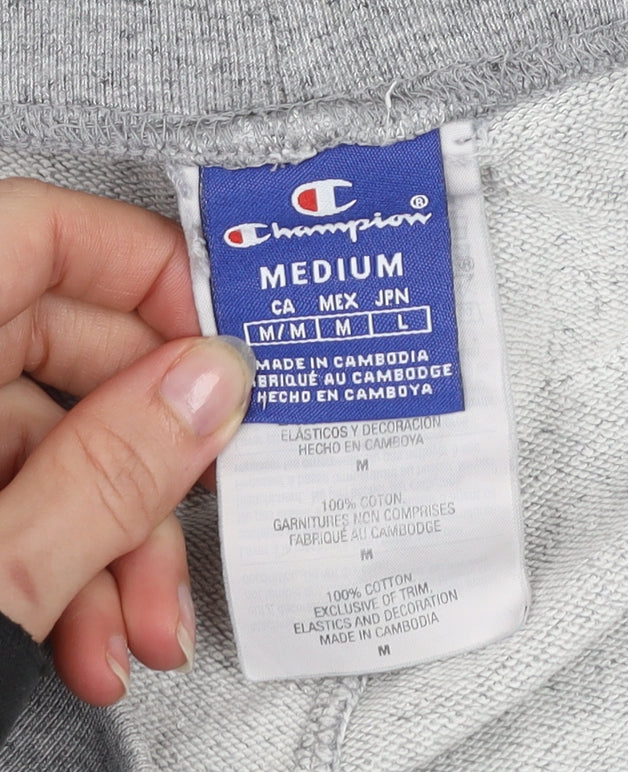 Champion®
MEDIUM
CA MEX JPN
M/M M L
MADE IN CAMBODIA
BRIQUÉ AU CAMBODGE
HECHO EN CAMBOYA
ELÁSTICOS Y DECORACIÓN
HECHO EN CAMBOYA
M
100% COTON.
GARNITURES NON COMPRISES
FABRIQUÉ AU CAMBODGE
M
100% COTTON.
EXCLUSIVE OF TRIM,
ELASTICS AND DECORATION
MADE IN CAMBODIA
M